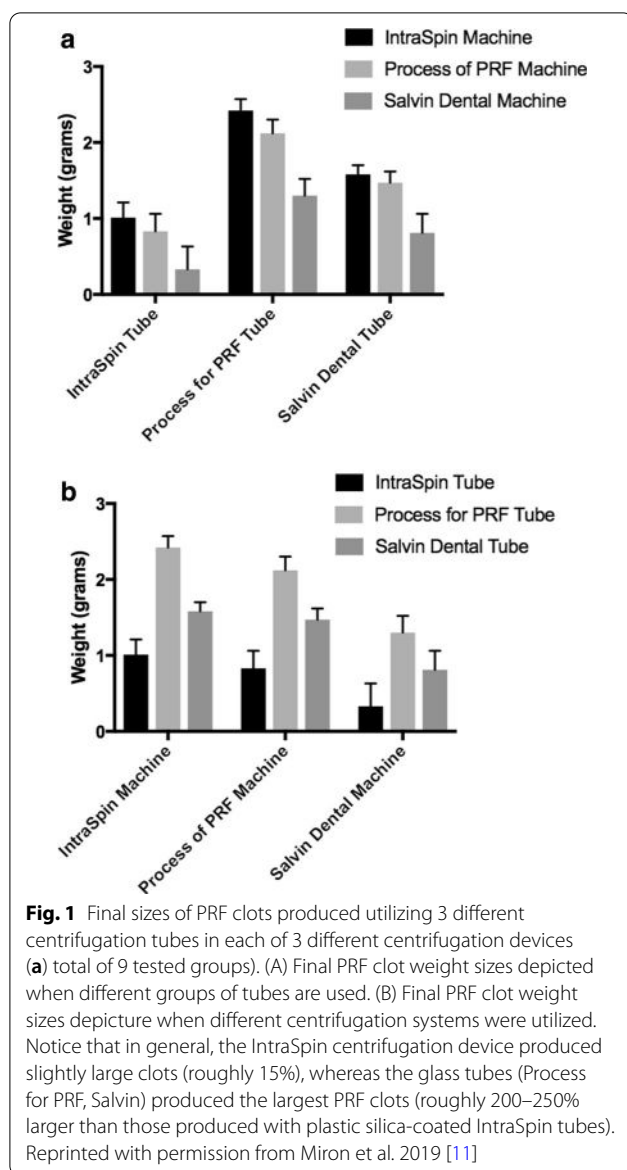 a
IntraSpin Machine
Process of PRF Machine
Salvin Dental Machine
Weight (grams)
3
2
1
0
IntraSpin Tube
Process for PRF Tube
Salvin Dental Tube
b
IntraSpin Tube
Process for PRF Tube
Salvin Dental Tube
Weight (grams)
3
2
1
0
IntraSpin Machine
Process of PRF Machine
Salvin Dental Machine
Fig. 1 Final sizes of PRF clots produced utilizing 3 different
centrifugation tubes in each of 3 different centrifugation devices
(a) total of 9 tested groups). (A) Final PRF clot weight sizes depicted
when different groups of tubes are used. (B) Final PRF clot weight
sizes depicture when different centrifugation systems were utilized.
Notice that in general, the IntraSpin centrifugation device produced
slightly large clots (roughly 15%), whereas the glass tubes (Process
for PRF, Salvin) produced the largest PRF clots (roughly 200–250%
larger than those produced with plastic silica-coated IntraSpin tubes).
Reprinted with permission from Miron et al. 2019 [11]